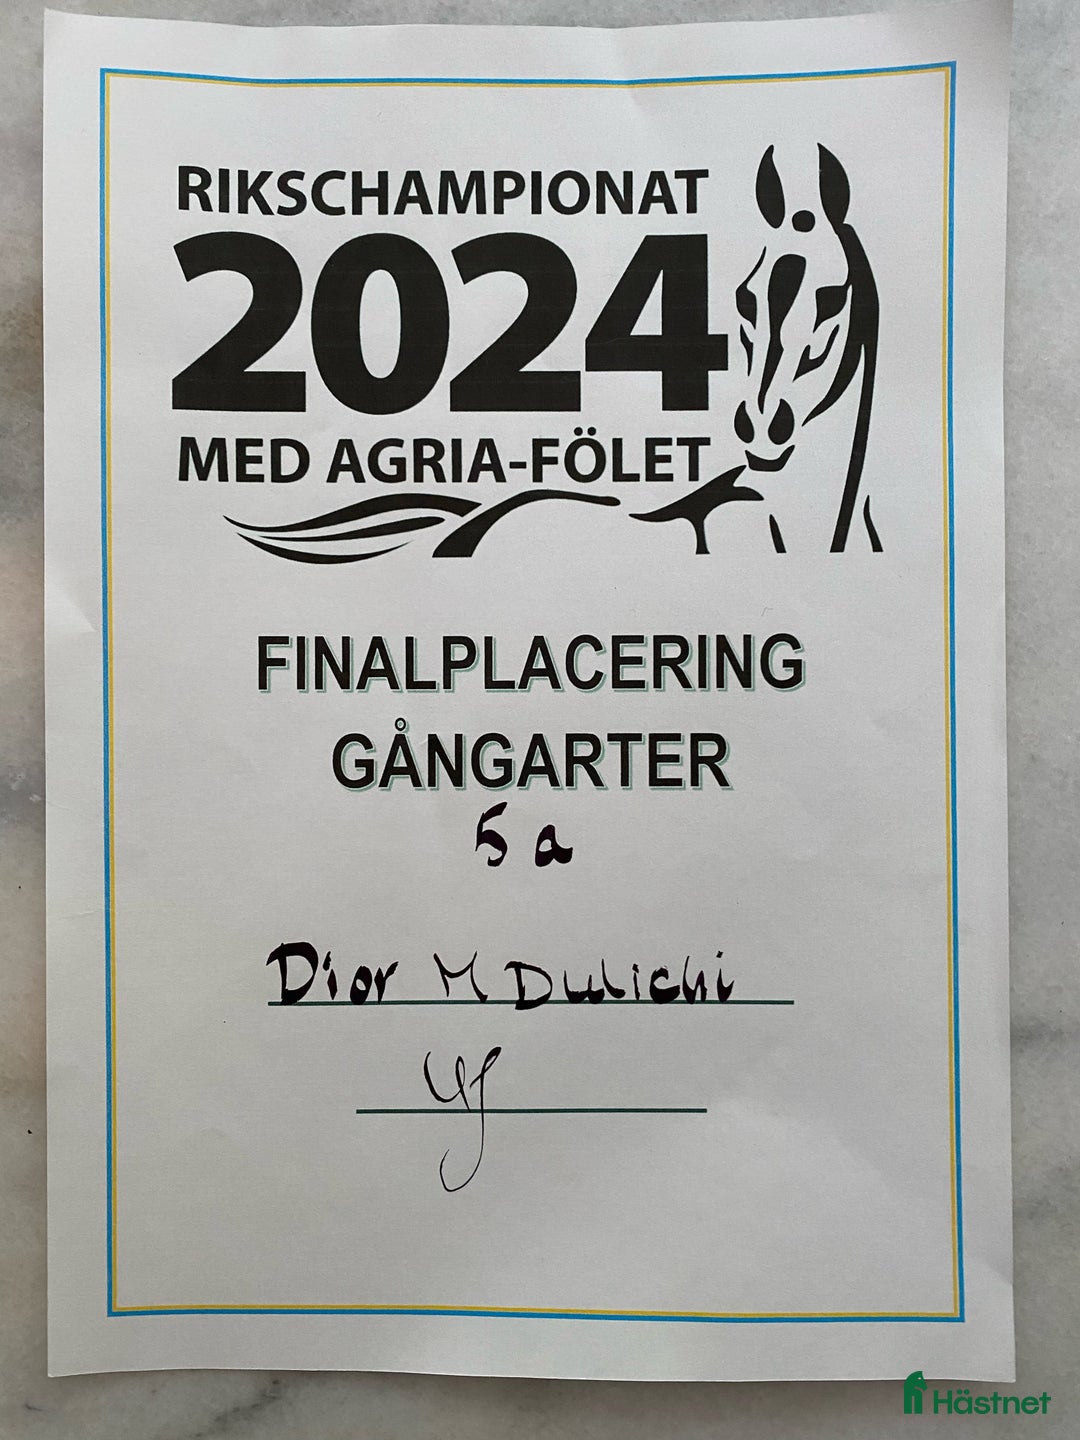 RIKSCHAMPIONAT
2024
MED AGRIA-FÖLET
FINALPLACERING
GÅNGARTER
5a
Dior M Dulichi
Hästnet